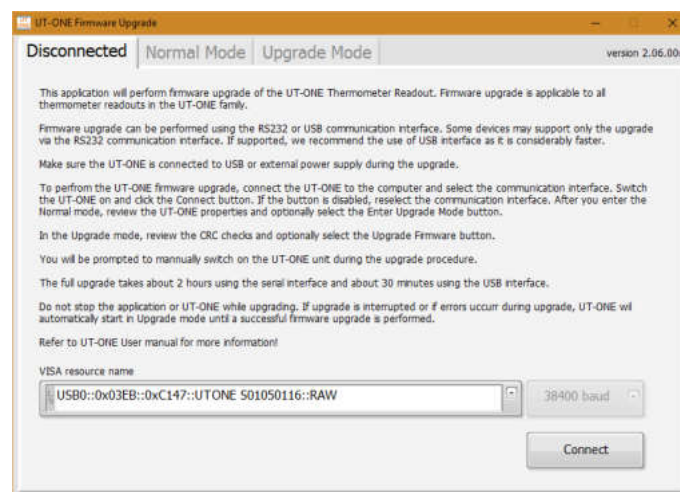 UT-ONE Firmware Upgrade
Disconnected Normal Mode Upgrade Mode version 2.06.00
This application will perform firmware upgrade of the UT-ONE Thermometer Readout. Firmware upgrade is applicable to all
thermometer readouts in the UT-ONE family.
Firmware upgrade can be performed using the RS232 or USB communication interface. Some devices may support only the upgrade
via the RS232 communication interface. If supported, we recommend the use of USB interface as it is considerably faster.
Make sure the UT-ONE is connected to USB or external power supply during the upgrade.
To perfrom the UT-ONE firmware upgrade, connect the UT-ONE to the computer and select the communication interface. Switch
the UT-ONE on and click the Connect button. If the button is disabled, reselect the communication interface. After you enter the
Normal mode, review the UT-ONE properties and optionally select the Enter Upgrade Mode button.
In the Upgrade mode, review the CRC checks and optionally select the Upgrade Firmware button.
You will be prompted to mannually switch on the UT-ONE unit during the upgrade procedure.
The full upgrade takes about 2 hours using the serial interface and about 30 minutes using the USB interface.
Do not stop the application or UT-ONE while upgrading. If upgrade is interrupted or if errors uccurr during upgrade, UT-ONE wil
automatically start in Upgrade mode until a successful firmware upgrade is performed.
Refer to UT-ONE User manual for more information!
VISA resource name
USB0::0x03EB::0xC147::UTONE S01050116::RAW 38400 baud
Connect